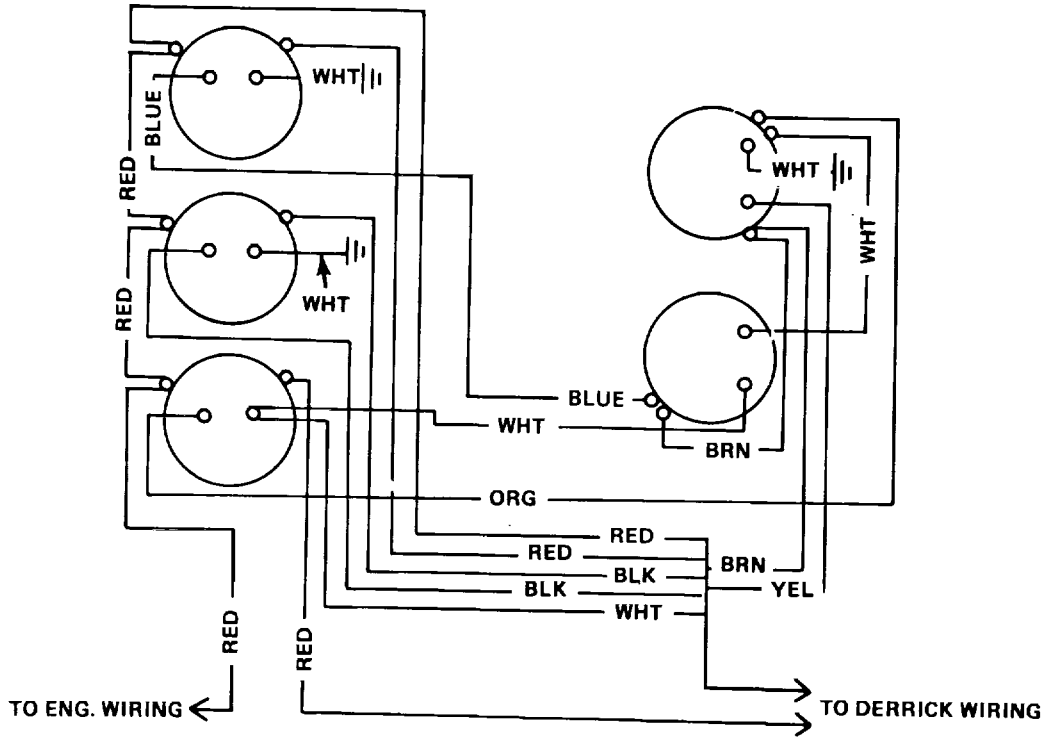 WHT
BLUE
RED
WHT
WHT
WHT
RED
BLUE
WHT
BRN
ORG
RED
RED
BRN
BLK
YEL
BLK
WHT
RED
RED
TO ENG. WIRING
TO DERRICK WIRING